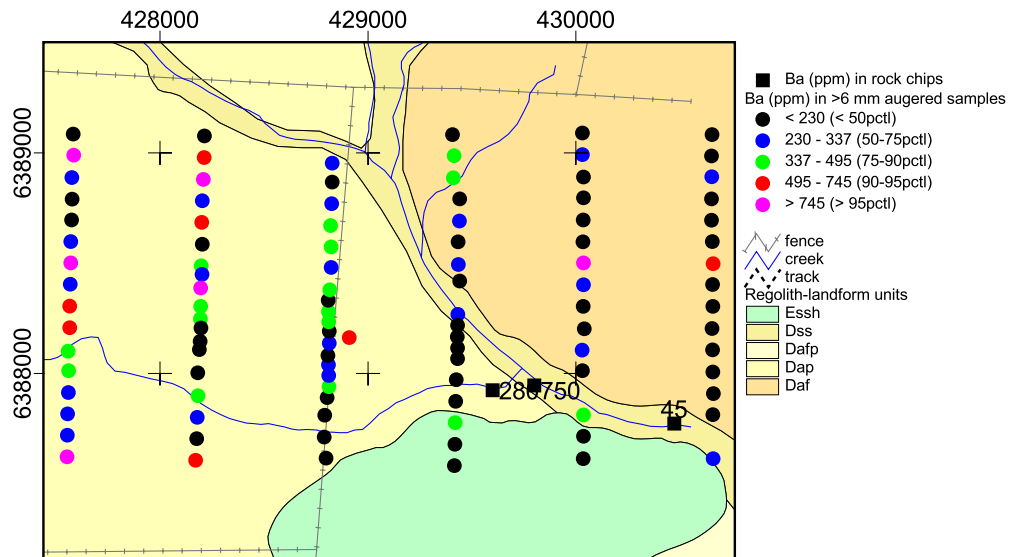 428000 429000 430000
6389000
6388000
280750
45
Ba (ppm) in rock chips
Ba (ppm) in >6 mm augered samples
< 230 (< 50pctl)
230 - 337 (50-75pctl)
337 - 495 (75-90pctl)
495 - 745 (90-95pctl)
> 745 (> 95pctl)
fence
creek
track
Regolith-landform units
Essh
Dss
Dafp
Dap
Daf